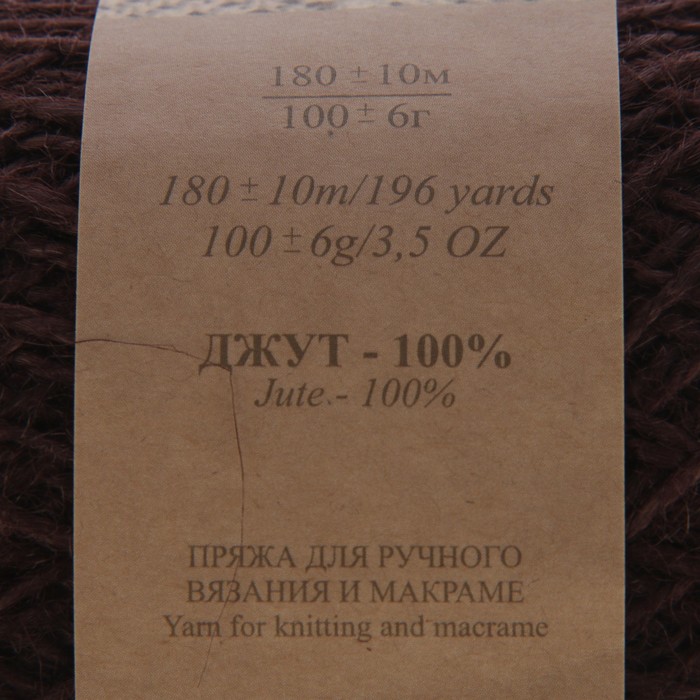 180 ±10м
100 ± 6г
180 ± 10m/196 yards
100 ± 6g/3,5 OZ
ДЖУТ - 100%
Jute.- 100%
ПРЯЖА ДЛЯ РУЧНОГО
ВЯЗАНИЯ И МАКРАМЕ
Yarn for knitting and macrame